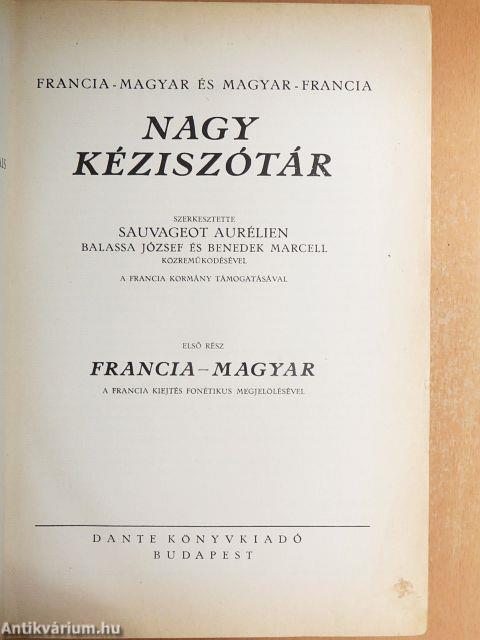 FRANCIA-MAGYAR ÉS MAGYAR-FRANCIA
NAGY
KÉZISZÓTÁR
SZERKESZTETTE
SAUVAGEOT AURÉLIEN
BALASSA JÓZSEF ÉS BENEDEK MARCELL
KÖZREMŰKÖDÉSÉVEL
A FRANCIA KORMÁNY TÁMOGATÁSÁVAL
ELSŐ RÉSZ
FRANCIA–MAGYAR
A FRANCIA KIEJTÉS FONÉTIKUS MEGJELÖLÉSÉVEL
DANTE KÖNYVKIADÓ
BUDAPEST
Antikvárium.hu